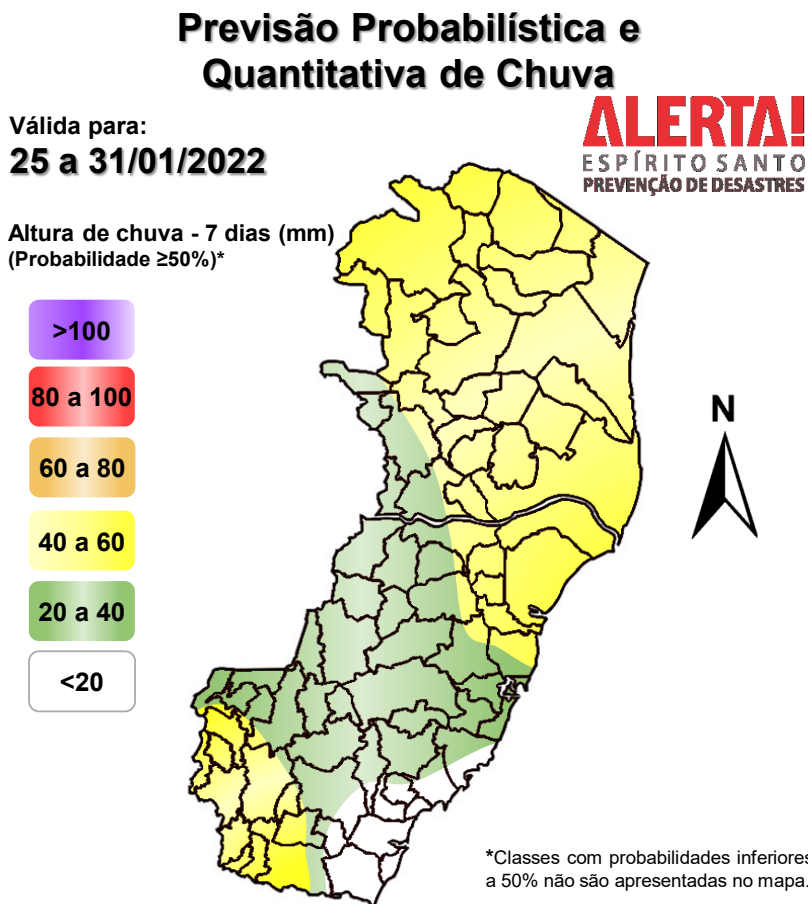 Previsão Probabilística e
Quantitativa de Chuva
Válida para:
25 a 31/01/2022
ALERTA!
ESPÍRITO SANTO
PREVENÇÃO DE DESASTRES
Altura de chuva - 7 dias (mm)
(Probabilidade ≥50%)*
>100
80 a 100
60 a 80
40 a 60
20 a 40
<20
N
*Classes com probabilidades inferiores
a 50% não são apresentadas no mapa.